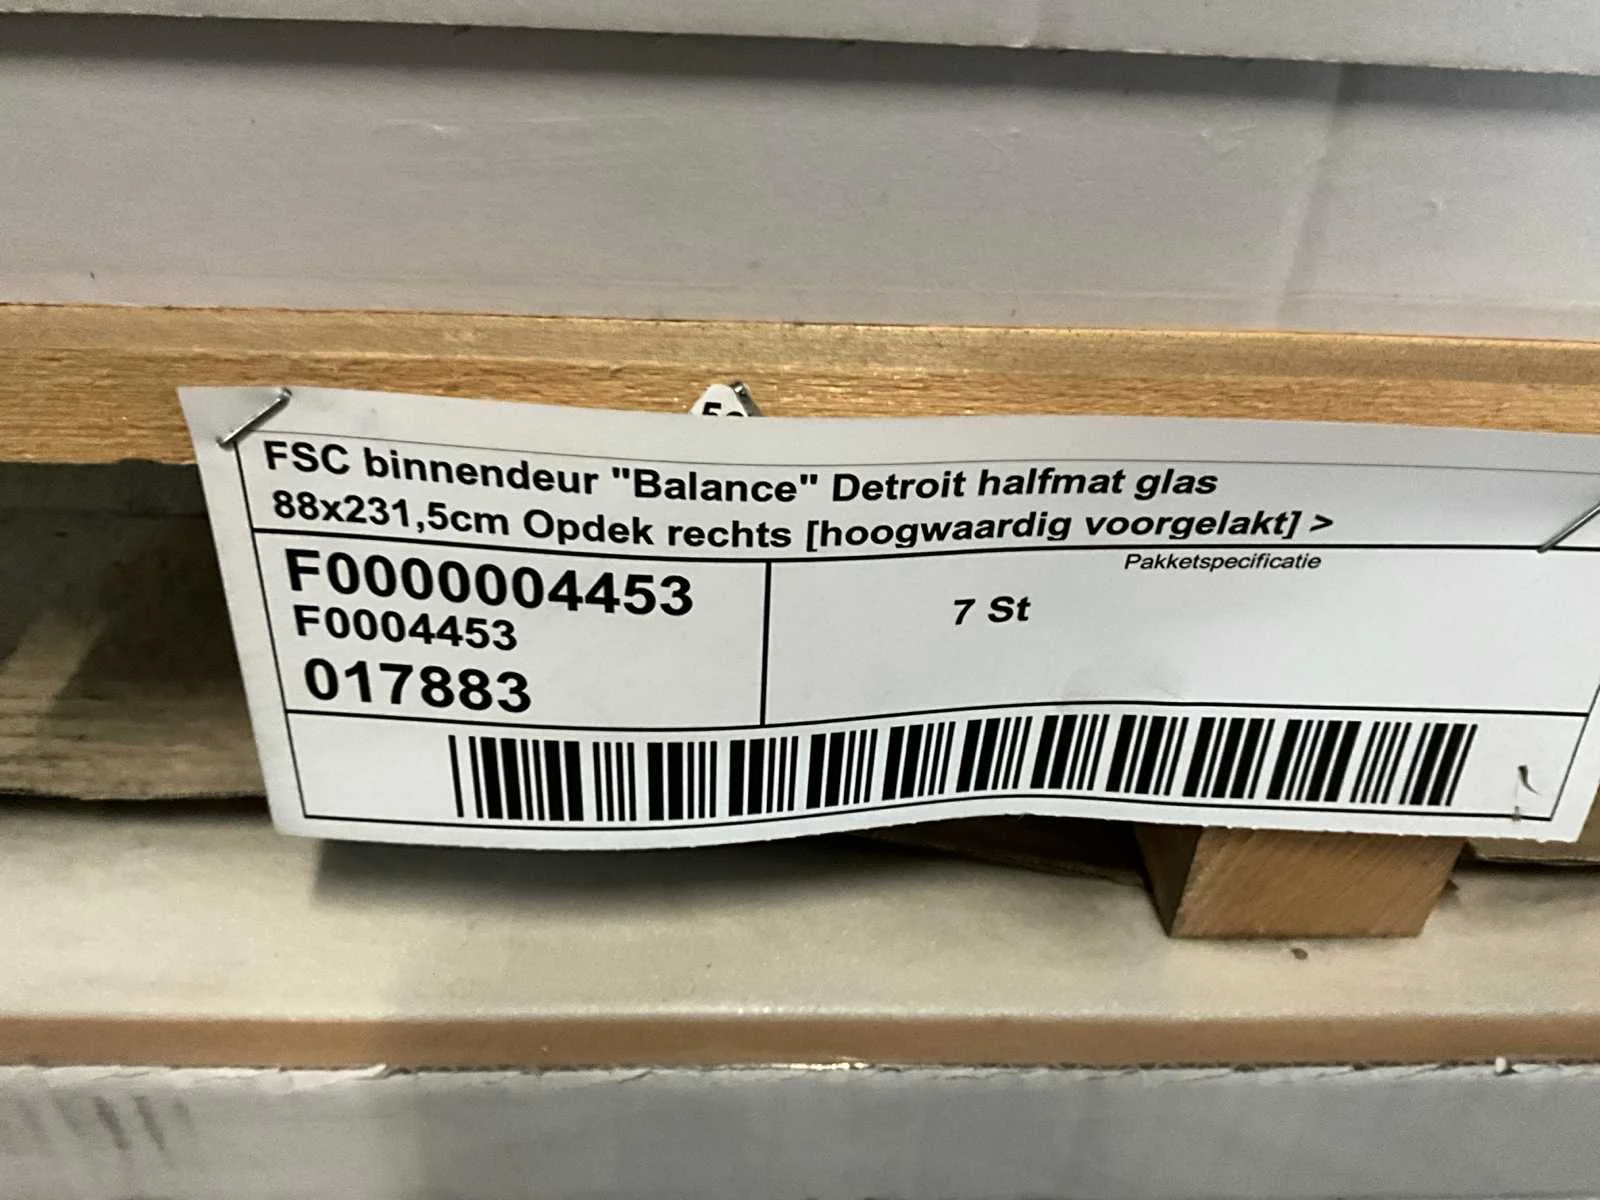 FSC binnendeur "Balance" Detroit halfmat glas
88x231,5cm Opdek rechts [hoogwaardig voorgelakt] >
F0000004453
F0004453
017883
Pakketspecificatie
7 St